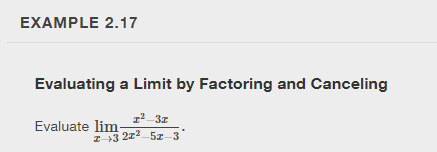 EXAMPLE 2.17
Evaluating a Limit by Factoring and Canceling
Evaluate lim x→3 (x² − 3x)/(2x² − 5x − 3).